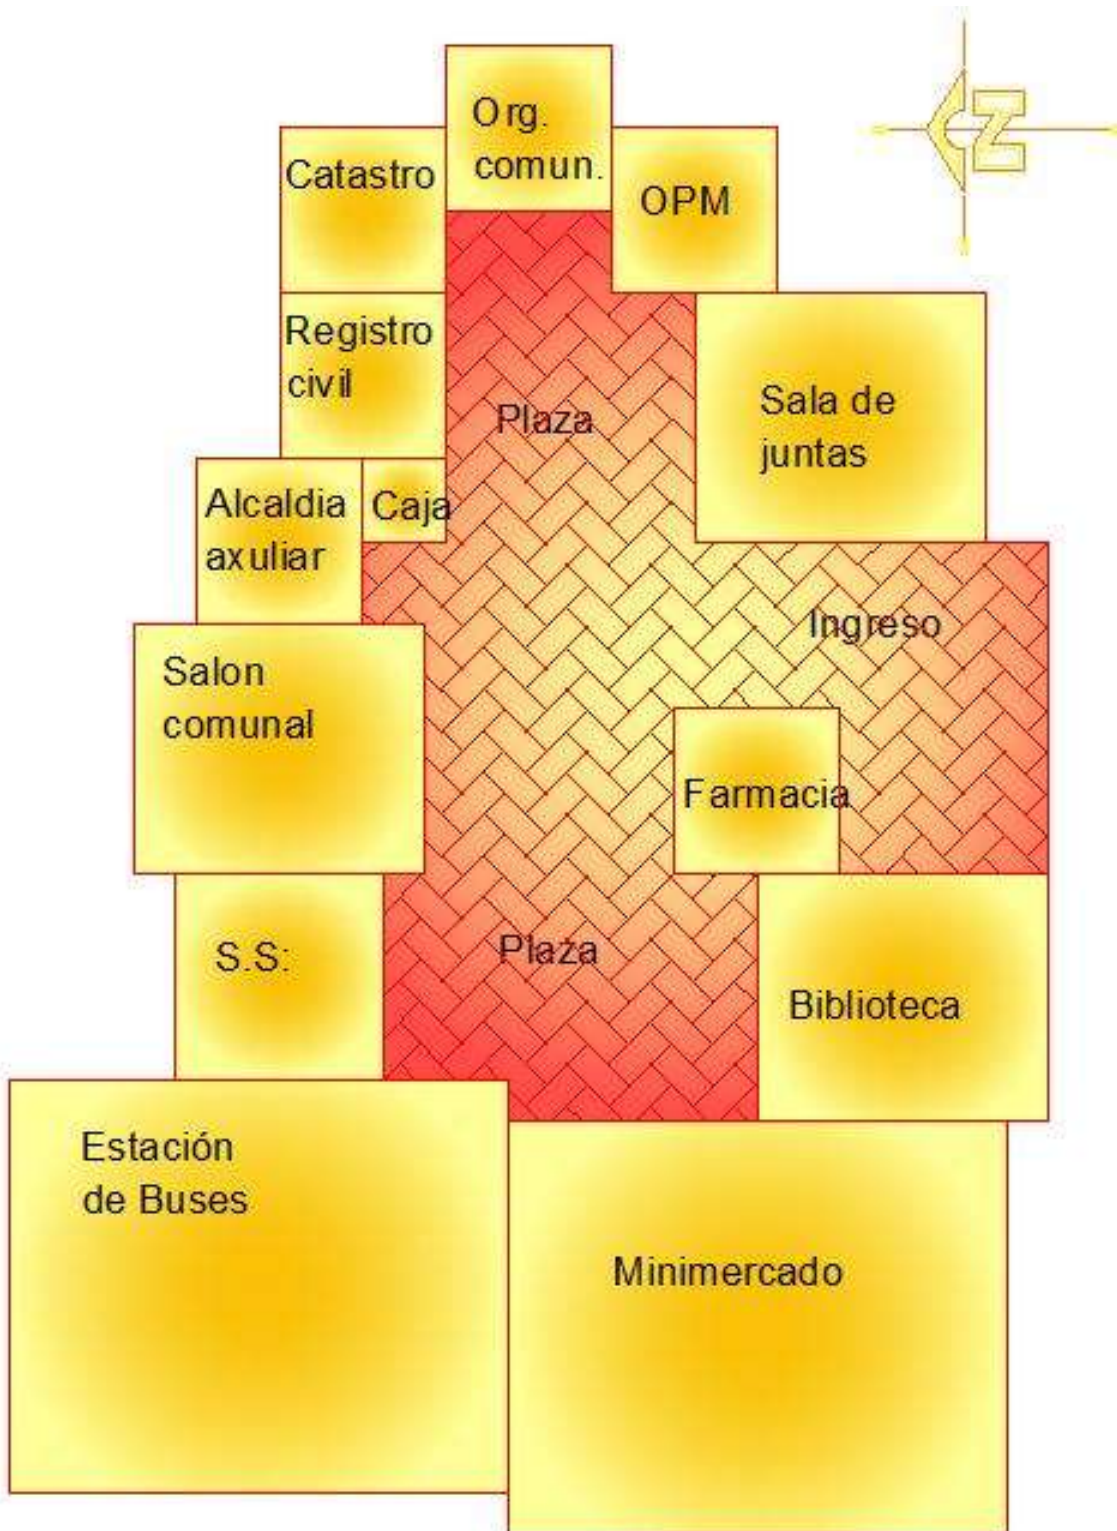 Org.
comun.
Catastro
OPM
Registro
civil
Sala de
juntas
Plaza
Alcaldia
axuliar
Caja
Ingreso
Salon
comunal
Farmacia
S.S:
Plaza
Biblioteca
Estación
de Buses
Minimercado
N